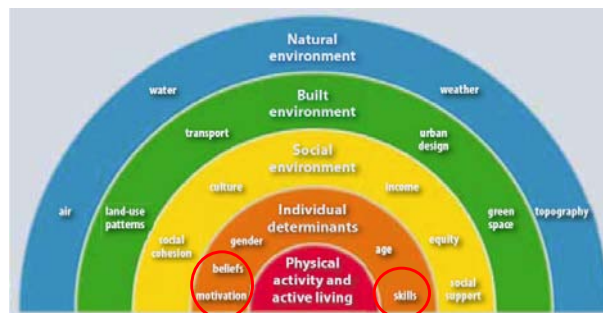 Natural
environment
water
weather
Built
environment
transport
urban
design
Social
environment
culture
income
air
land-use
patterns
green
space
topography
Individual
determinants
social
cohesion
gender
age
equity
beliefs
motivation
Physical
activity and
active living
skills
social
support